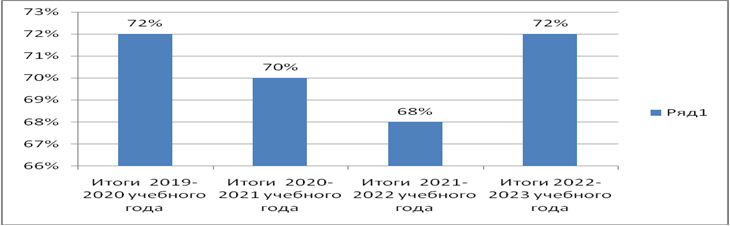 73%
72%
71%
70%
69%
68%
67%
66%
72%
70%
68%
72%
Итоги 2019-
2020 учебного
года
Итоги 2020-
2021 учебного
года
Итоги 2021-
2022 учебного
года
Итоги 2022-
2023 учебного
года
Ряд1